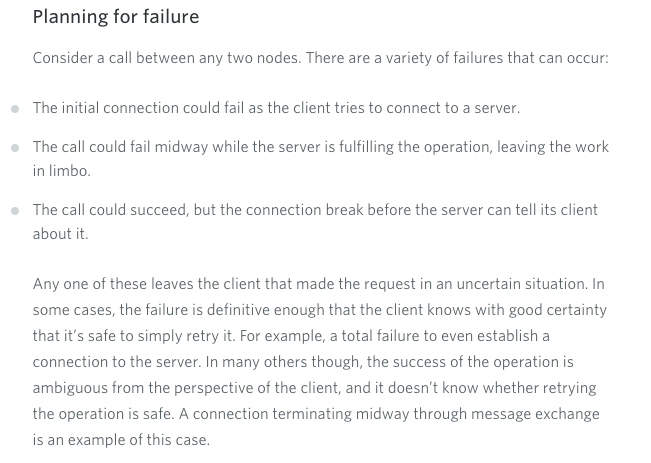 Planning for failure
Consider a call between any two nodes. There are a variety of failures that can occur:
The initial connection could fail as the client tries to connect to a server.
The call could fail midway while the server is fulfilling the operation, leaving the work
in limbo.
The call could succeed, but the connection break before the server can tell its client
about it.
Any one of these leaves the client that made the request in an uncertain situation. In
some cases, the failure is definitive enough that the client knows with good certainty
that it’s safe to simply retry it. For example, a total failure to even establish a
connection to the server. In many others though, the success of the operation is
ambiguous from the perspective of the client, and it doesn’t know whether retrying
the operation is safe. A connection terminating midway through message exchange
is an example of this case.